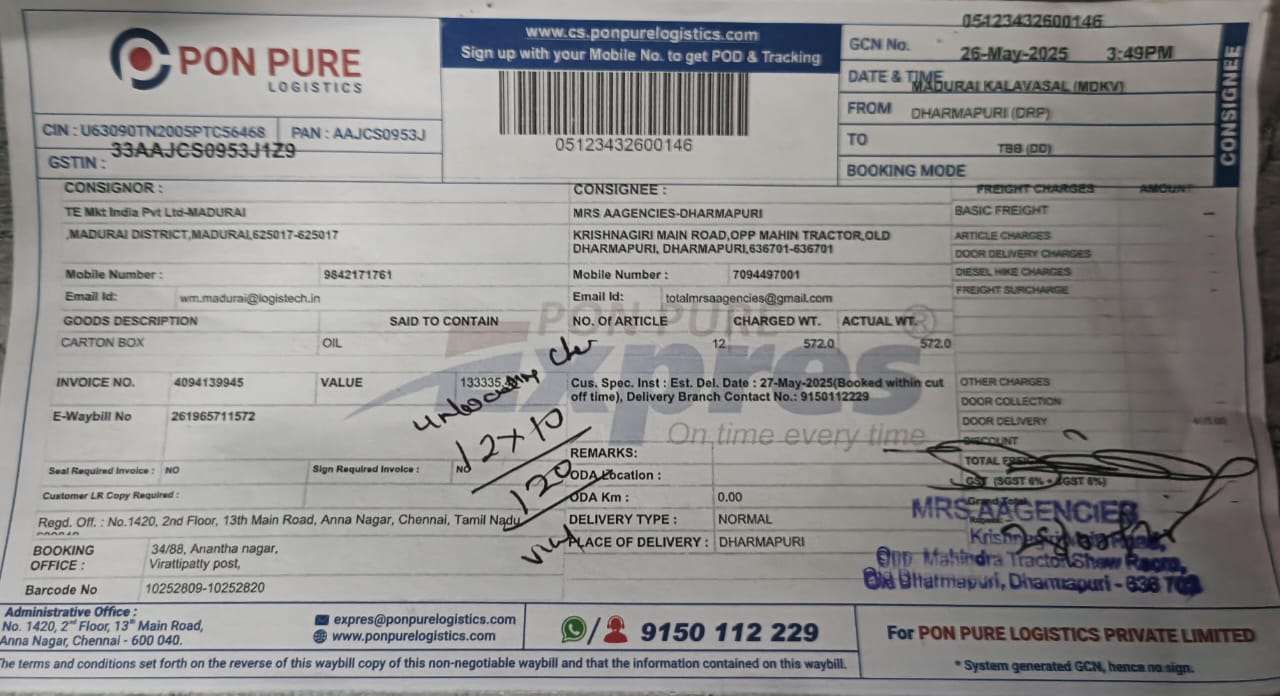 PON PURE
LOGISTICS
CIN : U63090TN2005PTC56468 PAN : AAJCS0953J
GSTIN : 33AAJCS0953J1Z9
www.cs.ponpurelogistics.com
Sign up with your Mobile No. to get POD & Tracking
05123432600146
05123432600146
GCN No.
26-May-2025 3:49PM
DATE & TIME
MADURAI KALAVASAL (MDKV)
FROM
DHARMAPURI (DRP)
TO
TBB (DD)
BOOKING MODE
CONSIGNEE
CONSIGNOR :
TE Mkt India Pvt Ltd-MADURAI
,MADURAI DISTRICT,MADURAI,625017-625017
Mobile Number : 9842171761
Email Id: wm.madurai@logistech.in
CONSIGNEE :
MRS AAGENCIES-DHARMAPURI
KRISHNAGIRI MAIN ROAD,OPP MAHIN TRACTOR,OLD
DHARMAPURI, DHARMAPURI,636701-636701
Mobile Number : 7094497001
Email Id: totalmrsaagencies@gmail.com
FREIGHT CHARGES AMOUNT
BASIC FREIGHT
ARTICLE CHARGES
DOOR DELIVERY CHARGES
DIESEL HIKE CHARGES
FREIGHT SURCHARGE
GOODS DESCRIPTION SAID TO CONTAIN NO. Of ARTICLE CHARGED WT. ACTUAL WT.
CARTON BOX OIL 12 572.0 572.0
PON PURE
Expres ®
On time every time
INVOICE NO. 4094139945 VALUE 133335
E-Waybill No 261965711572
Cus. Spec. Inst : Est. Del. Date : 27-May-2025(Booked within cut
off time), Delivery Branch Contact No.: 9150112229
OTHER CHARGES
DOOR COLLECTION
DOOR DELIVERY
DISCOUNT
TOTAL
GST (SGST 6% + CGST 6%)
Grand Total
12 x 10
120
Seal Required Invoice : NO Sign Required Invoice : NO
Customer LR Copy Required :
Regd. Off. : No.1420, 2nd Floor, 13th Main Road, Anna Nagar, Chennai, Tamil Nadu
REMARKS:
ODA Location :
ODA Km : 0.00
DELIVERY TYPE : NORMAL
PLACE OF DELIVERY : DHARMAPURI
BOOKING OFFICE : 34/88, Anantha nagar,
Virattipatty post,
Barcode No 10252809-10252820
MRS AAGENCIES
Opp Mahindra Tractor Show Room,
Old Dharmapuri, Dharmapuri -
Administrative Office :
No. 1420, 2nd Floor, 13th Main Road,
Anna Nagar, Chennai - 600 040.
expres@ponpurelogistics.com
www.ponpurelogistics.com
/ 9150 112 229
For PON PURE LOGISTICS PRIVATE LIMITED
* System generated GCN, hence no sign.
The terms and conditions set forth on the reverse of this waybill copy of this non-negotiable waybill and that the information contained on this waybill.